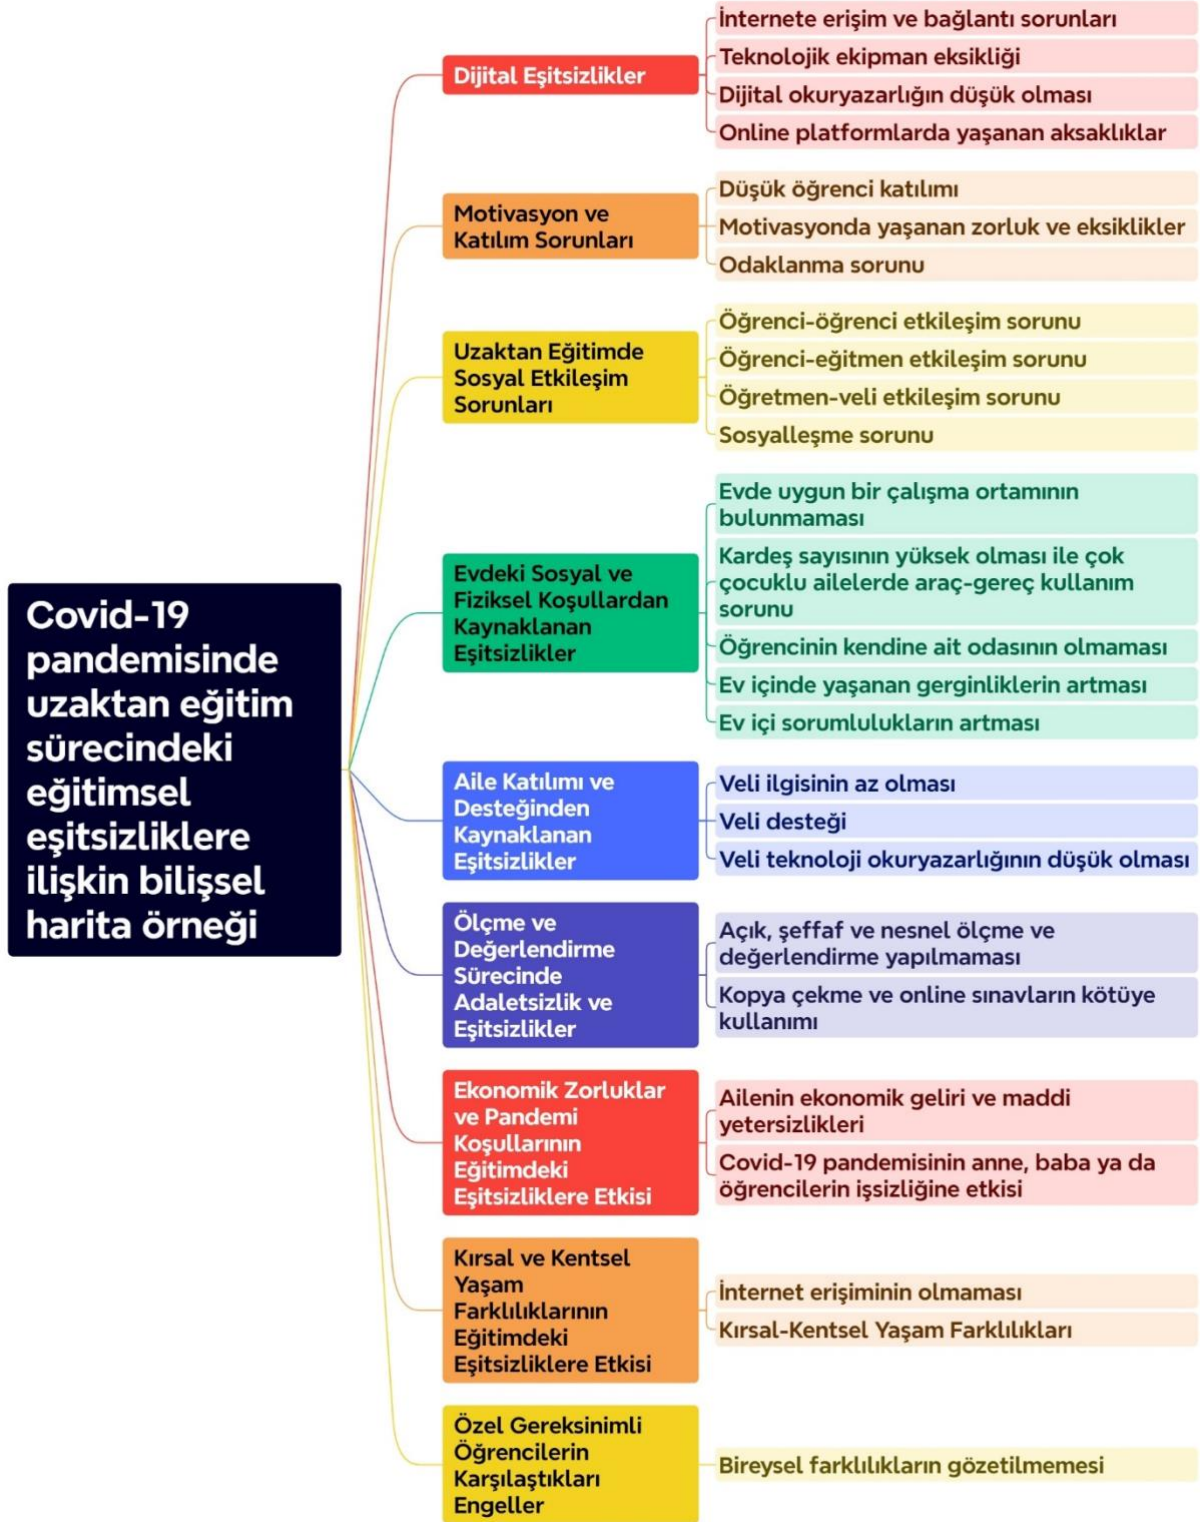 Covid-19
pandemisinde
uzaktan eğitim
sürecindeki
eğitimsel
eşitsizliklere
ilişkin bilişsel
harita örneği
Dijital Eşitsizlikler
İnternete erişim ve bağlantı sorunları
Teknolojik ekipman eksikliği
Dijital okuryazarlığın düşük olması
Online platformlarda yaşanan aksaklıklar
Motivasyon ve
Katılım Sorunları
Düşük öğrenci katılımı
Motivasyonda yaşanan zorluk ve eksiklikler
Odaklanma sorunu
Uzaktan Eğitimde
Sosyal Etkileşim
Sorunları
Öğrenci-öğrenci etkileşim sorunu
Öğrenci-eğitmen etkileşim sorunu
Öğretmen-veli etkileşim sorunu
Sosyalleşme sorunu
Evdeki Sosyal ve
Fiziksel Koşullardan
Kaynaklanan
Eşitsizlikler
Evde uygun bir çalışma ortamının
bulunmaması
Kardeş sayısının yüksek olması ile çok
çocuklu ailelerde araç-gereç kullanım
sorunu
Öğrencinin kendine ait odasının olmaması
Ev içinde yaşanan gerginliklerin artması
Ev içi sorumlulukların artması
Aile Katılımı ve
Desteğinden
Kaynaklanan
Eşitsizlikler
Veli ilgisinin az olması
Veli desteği
Veli teknoloji okuryazarlığının düşük olması
Ölçme ve
Değerlendirme
Sürecinde
Adaletsizlik ve
Eşitsizlikler
Açık, şeffaf ve nesnel ölçme ve
değerlendirme yapılmaması
Kopya çekme ve online sınavların kötüye
kullanımı
Ekonomik Zorluklar
ve Pandemi
Koşullarının
Eğitimdeki
Eşitsizliklere Etkisi
Ailenin ekonomik geliri ve maddi
yetersizlikleri
Covid-19 pandemisinin anne, baba ya da
öğrencilerin işsizliğine etkisi
Kırsal ve Kentsel
Yaşam
Farklılıklarının
Eğitimdeki
Eşitsizliklere Etkisi
İnternet erişiminin olmaması
Kırsal-Kentsel Yaşam Farklılıkları
Özel Gereksinimli
Öğrencilerin
Karşılaştıkları
Engeller
Bireysel farklılıkların gözetilmemesi